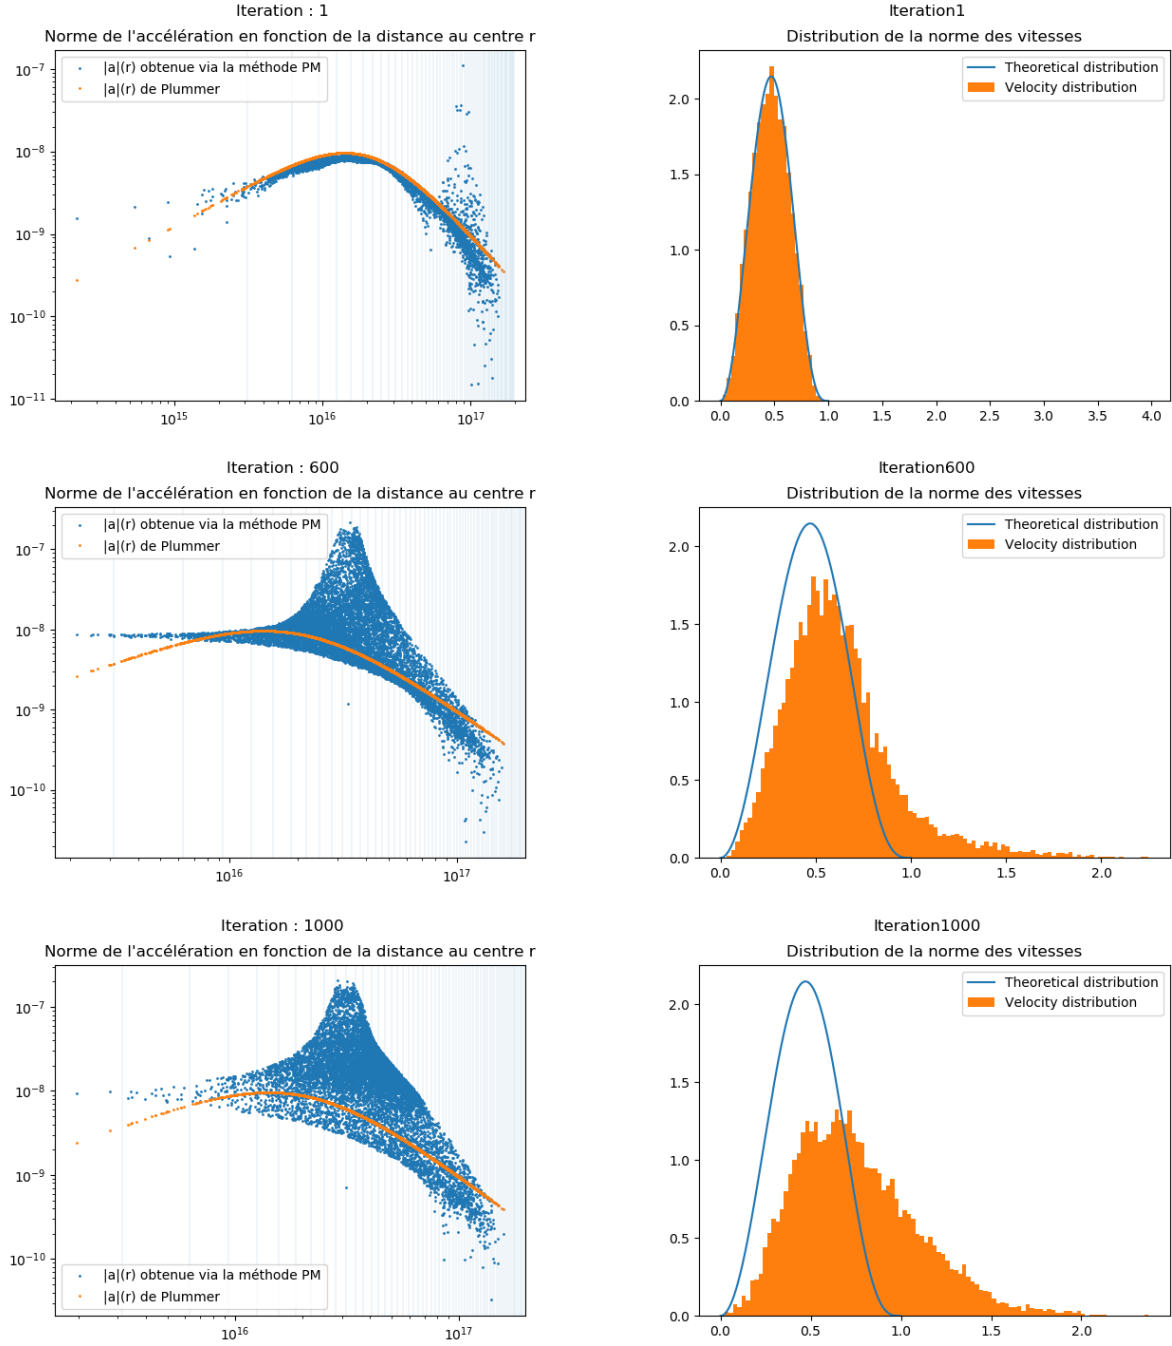 Iteration : 1
Norme de l'accélération en fonction de la distance au centre r
|a|(r) obtenue via la méthode PM
|a|(r) de Plummer
10⁻⁷
10⁻⁸
10⁻⁹
10⁻¹⁰
10⁻¹¹
10¹⁵ 10¹⁶ 10¹⁷
Iteration1
Distribution de la norme des vitesses
Theoretical distribution
Velocity distribution
2.0
1.5
1.0
0.5
0.0
0.0 0.5 1.0 1.5 2.0 2.5 3.0 3.5 4.0
Iteration : 600
Norme de l'accélération en fonction de la distance au centre r
|a|(r) obtenue via la méthode PM
|a|(r) de Plummer
10⁻⁷
10⁻⁸
10⁻⁹
10⁻¹⁰
10¹⁶ 10¹⁷
Iteration600
Distribution de la norme des vitesses
Theoretical distribution
Velocity distribution
2.0
1.5
1.0
0.5
0.0
0.0 0.5 1.0 1.5 2.0
Iteration : 1000
Norme de l'accélération en fonction de la distance au centre r
10⁻⁷
10⁻⁸
10⁻⁹
10⁻¹⁰
|a|(r) obtenue via la méthode PM
|a|(r) de Plummer
10¹⁶ 10¹⁷
Iteration1000
Distribution de la norme des vitesses
Theoretical distribution
Velocity distribution
2.0
1.5
1.0
0.5
0.0
0.0 0.5 1.0 1.5 2.0